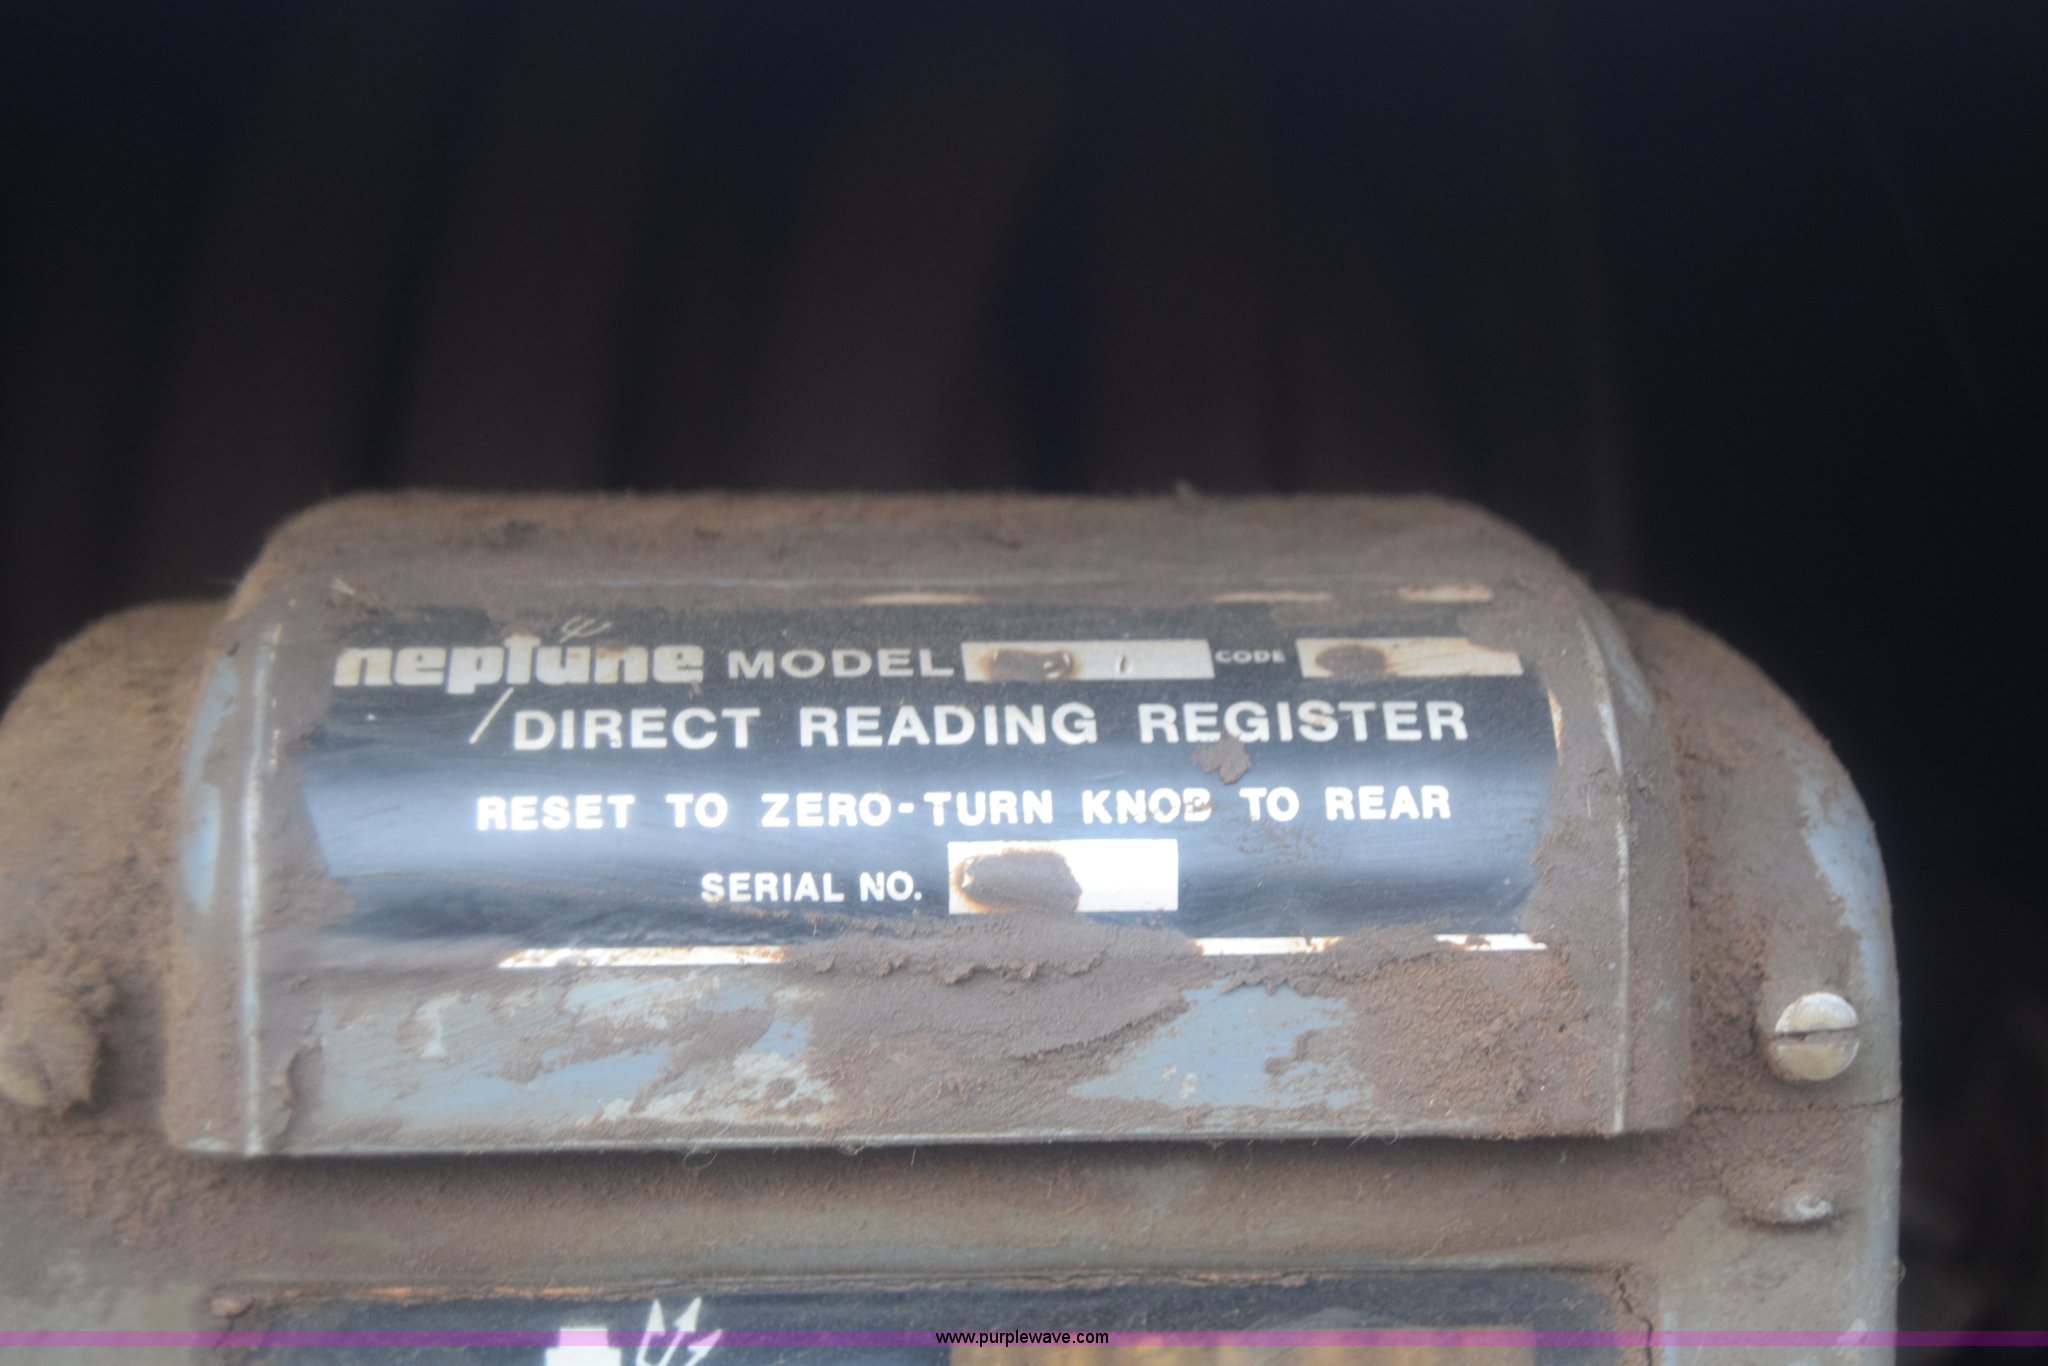 neptune MODEL CODE
DIRECT READING REGISTER
RESET TO ZERO-TURN KNOB TO REAR
SERIAL NO.
www.purplewave.com